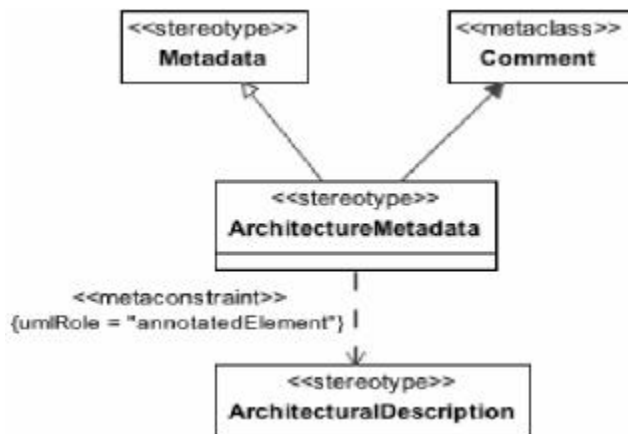 <<stereotype>>
Metadata
<<metaclass>>
Comment
<<stereotype>>
ArchitectureMetadata
<<metaconstraint>>
{umlRole = "annotatedElement"}
<<stereotype>>
ArchitecturalDescription